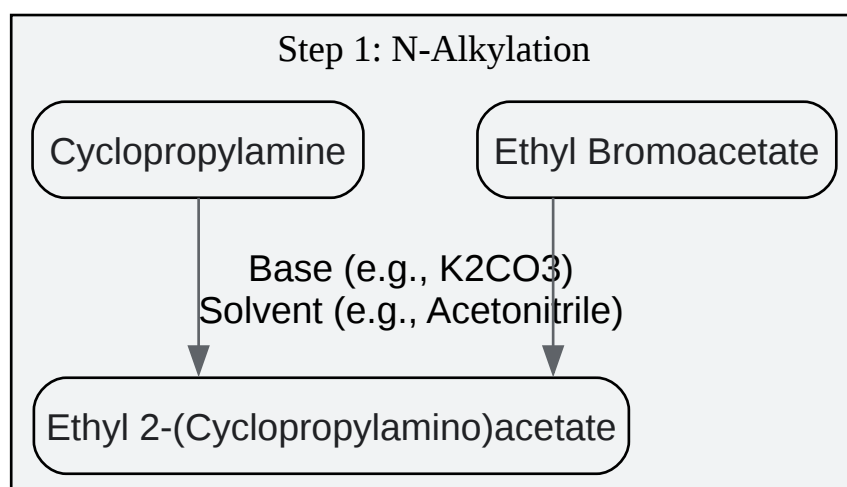 Step 1: N-Alkylation
Cyclopropylamine
Ethyl Bromoacetate
Base (e.g., K2CO3)
Solvent (e.g., Acetonitrile)
Ethyl 2-(Cyclopropylamino)acetate